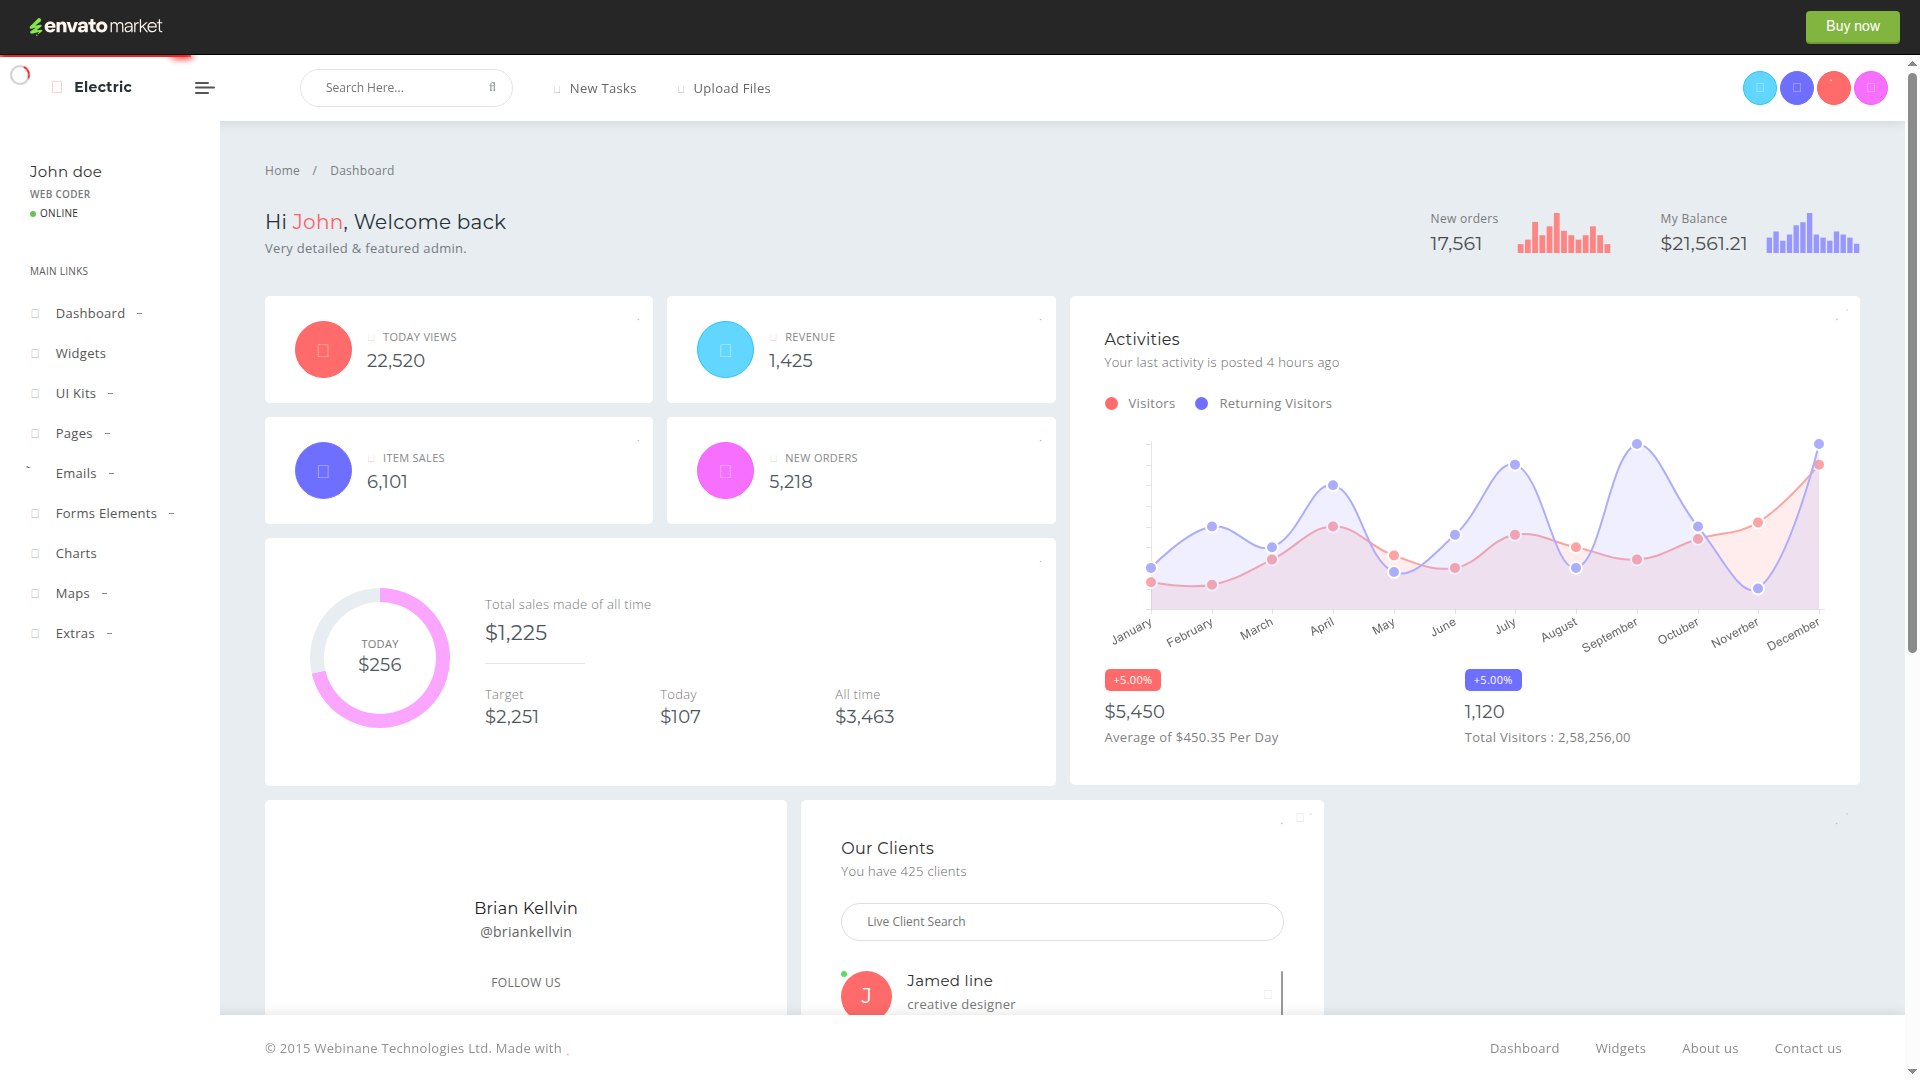 envato market
Buy now
Electric
Search Here...
New Tasks
Upload Files
John doe
WEB CODER
ONLINE
MAIN LINKS
Dashboard
Widgets
UI Kits
Pages
Emails
Forms Elements
Charts
Maps
Extras
Home / Dashboard
Hi John, Welcome back
Very detailed & featured admin.
New orders
17,561
My Balance
$21,561.21
TODAY VIEWS
22,520
REVENUE
1,425
ITEM SALES
6,101
NEW ORDERS
5,218
TODAY
$256
Total sales made of all time
$1,225
Target
$2,251
Today
$107
All time
$3,463
Activities
Your last activity is posted 4 hours ago
Visitors
Returning Visitors
January
February
March
April
May
June
July
August
September
Octuber
Noverber
December
+5.00%
$5,450
Average of $450.35 Per Day
+5.00%
1,120
Total Visitors : 2,58,256,00
Brian Kellvin
@briankellvin
FOLLOW US
Our Clients
You have 425 clients
Live Client Search
J
Jamed line
creative designer
© 2015 Webinane Technologies Ltd. Made with
Dashboard
Widgets
About us
Contact us